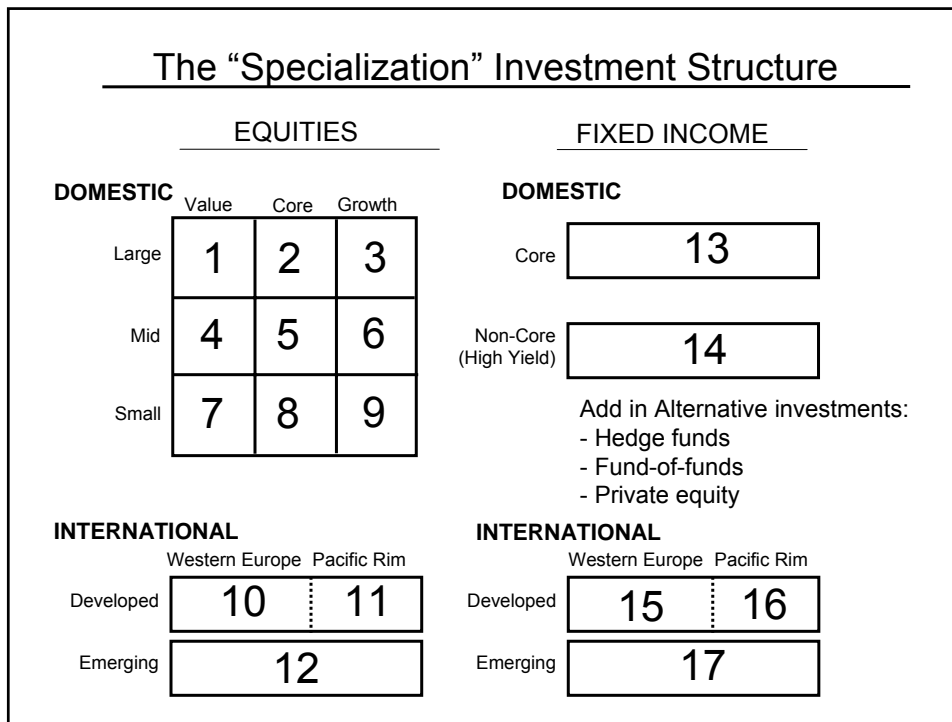 The “Specialization” Investment Structure
EQUITIES
DOMESTIC
Value Core Growth
Large 1 2 3
Mid 4 5 6
Small 7 8 9
INTERNATIONAL
Western Europe Pacific Rim
Developed 10 11
Emerging 12
FIXED INCOME
DOMESTIC
Core 13
Non-Core
(High Yield) 14
Add in Alternative investments:
- Hedge funds
- Fund-of-funds
- Private equity
INTERNATIONAL
Western Europe Pacific Rim
Developed 15 16
Emerging 17